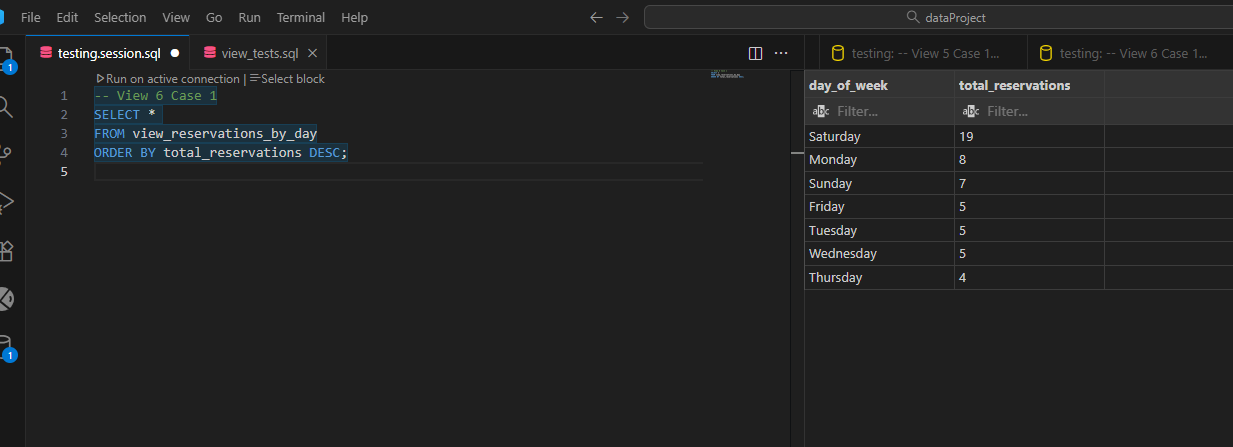 File Edit Selection View Go Run Terminal Help
dataProject
testing.session.sql
view_tests.sql
testing: -- View 5 Case 1...
testing: -- View 6 Case 1...
Run on active connection | Select block
1 -- View 6 Case 1
2 SELECT *
3 FROM view_reservations_by_day
4 ORDER BY total_reservations DESC;
5
day_of_week total_reservations
abc Filter... abc Filter...
Saturday 19
Monday 8
Sunday 7
Friday 5
Tuesday 5
Wednesday 5
Thursday 4
1
1